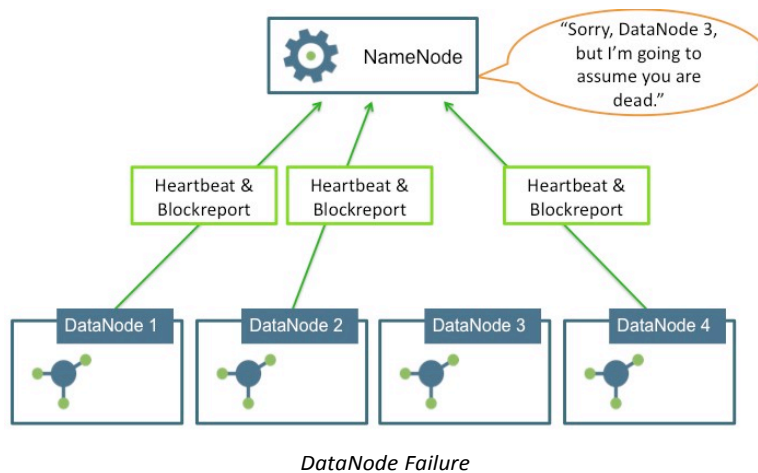 “Sorry, DataNode 3,
but I’m going to
assume you are
dead.”
NameNode
Heartbeat &
Blockreport
Heartbeat &
Blockreport
Heartbeat &
Blockreport
DataNode 1
DataNode 2
DataNode 3
DataNode 4
DataNode Failure